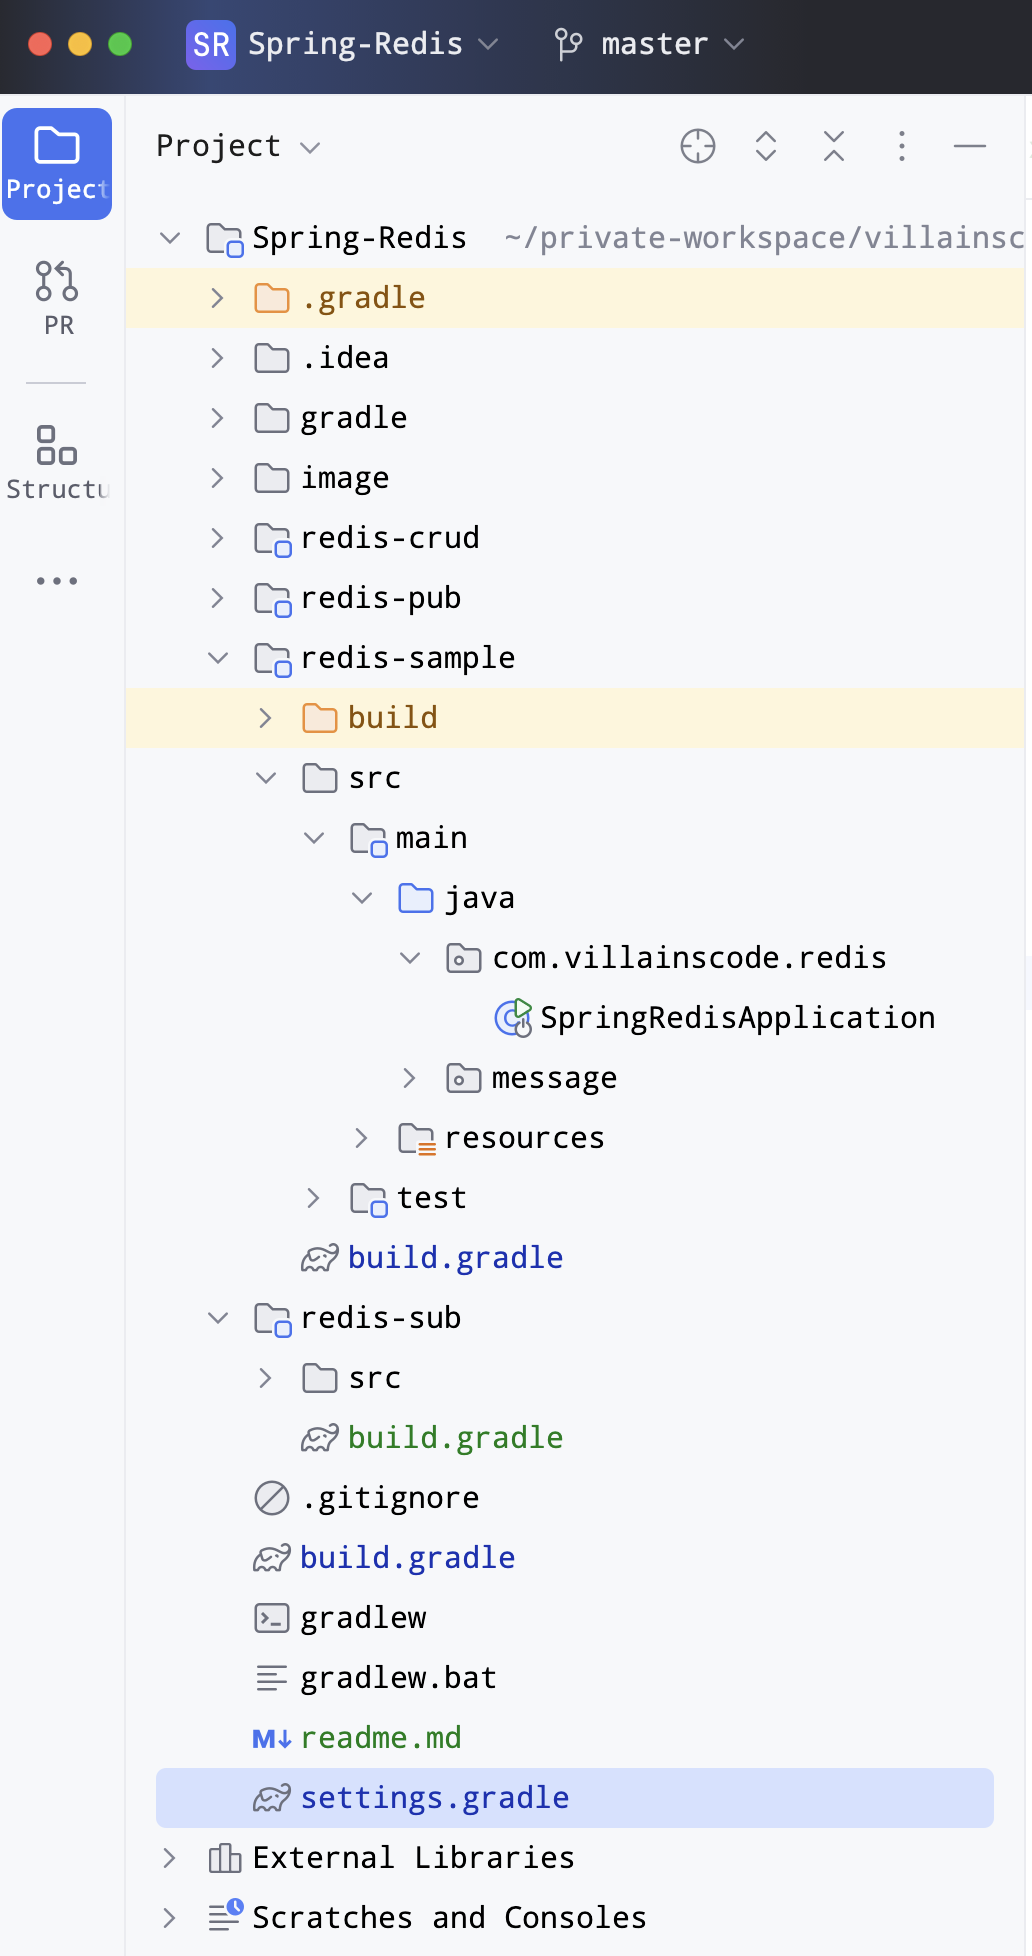 SR Spring-Redis master
Project
Project
PR
Structu
Spring-Redis ~/private-workspace/villainsc
.gradle
.idea
gradle
image
redis-crud
redis-pub
redis-sample
build
src
main
java
com.villainscode.redis
SpringRedisApplication
message
resources
test
build.gradle
redis-sub
src
build.gradle
.gitignore
build.gradle
gradlew
gradlew.bat
M↓ readme.md
settings.gradle
External Libraries
Scratches and Consoles